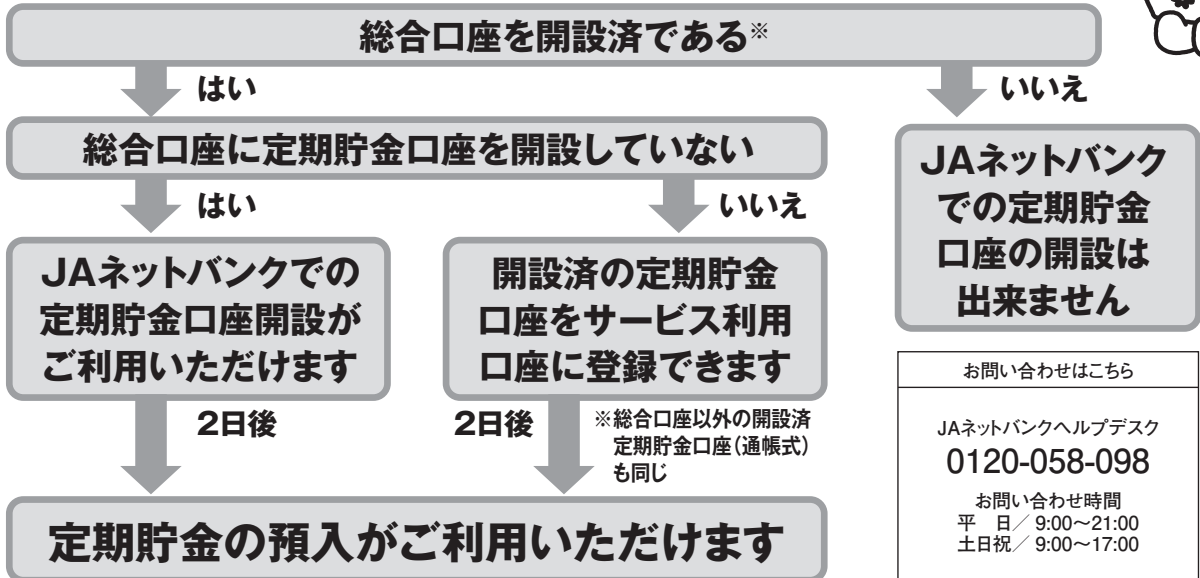 総合口座を開設済である※
はい
いいえ
総合口座に定期貯金口座を開設していない
はい
いいえ
JAネットバンクでの
定期貯金口座開設が
ご利用いただけます
開設済の定期貯金
口座をサービス利用
口座に登録できます
JAネットバンク
での定期貯金
口座の開設は
出来ません
2日後
2日後
※総合口座以外の開設済
定期貯金口座(通帳式)
も同じ
定期貯金の預入がご利用いただけます
お問い合わせはこちら
JAネットバンクヘルプデスク
0120-058-098
お問い合わせ時間
平　日／ 9:00～21:00
土日祝／ 9:00～17:00